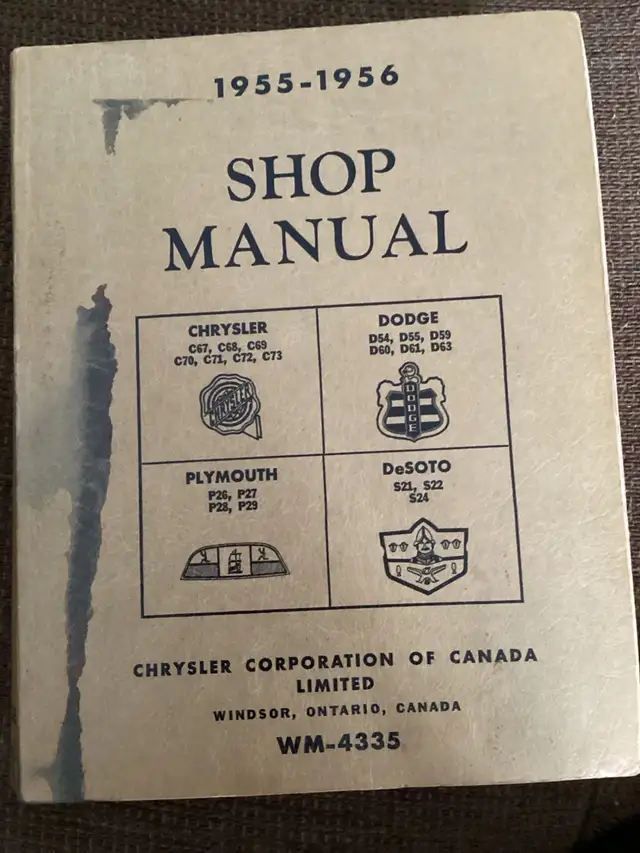 1955-1956
SHOP
MANUAL
CHRYSLER
C67, C68, C69
C70, C71, C72, C73
CHRYSLER
DODGE
D54, D55, D59
D60, D61, D63
DODGE
PLYMOUTH
P26, P27
P28, P29
DeSOTO
S21, S22
S24
CHRYSLER CORPORATION OF CANADA
LIMITED
WINDSOR, ONTARIO, CANADA
WM-4335